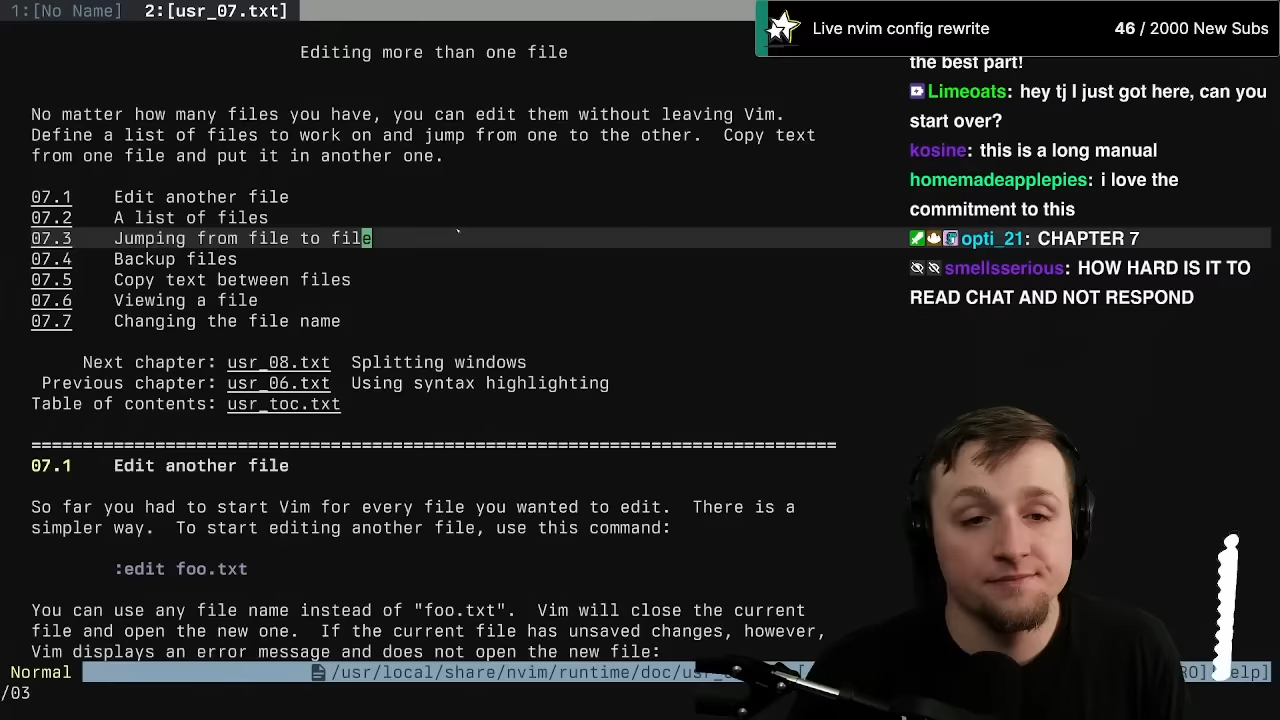 1:[No Name]  2:[usr_07.txt]
Live nvim config rewrite 46 / 2000 New Subs
Editing more than one file
No matter how many files you have, you can edit them without leaving Vim.
Define a list of files to work on and jump from one to the other.  Copy text
from one file and put it in another one.
07.1 Edit another file
07.2 A list of files
07.3 Jumping from file to file
07.4 Backup files
07.5 Copy text between files
07.6 Viewing a file
07.7 Changing the file name
Next chapter: usr_08.txt  Splitting windows
Previous chapter: usr_06.txt  Using syntax highlighting
Table of contents: usr_toc.txt
================================================================================
07.1 Edit another file
So far you had to start Vim for every file you wanted to edit.  There is a
simpler way.  To start editing another file, use this command:
:edit foo.txt
You can use any file name instead of "foo.txt".  Vim will close the current
file and open the new one.  If the current file has unsaved changes, however,
Vim displays an error message and does not open the new file:
Normal /usr/local/share/nvim/runtime/doc/
/03
the best part!
Limeoats: hey tj I just got here, can you
start over?
kosine: this is a long manual
homemadeapplepies: i love the
commitment to this
opti_21: CHAPTER 7
smellsserious: HOW HARD IS IT TO
READ CHAT AND NOT RESPOND